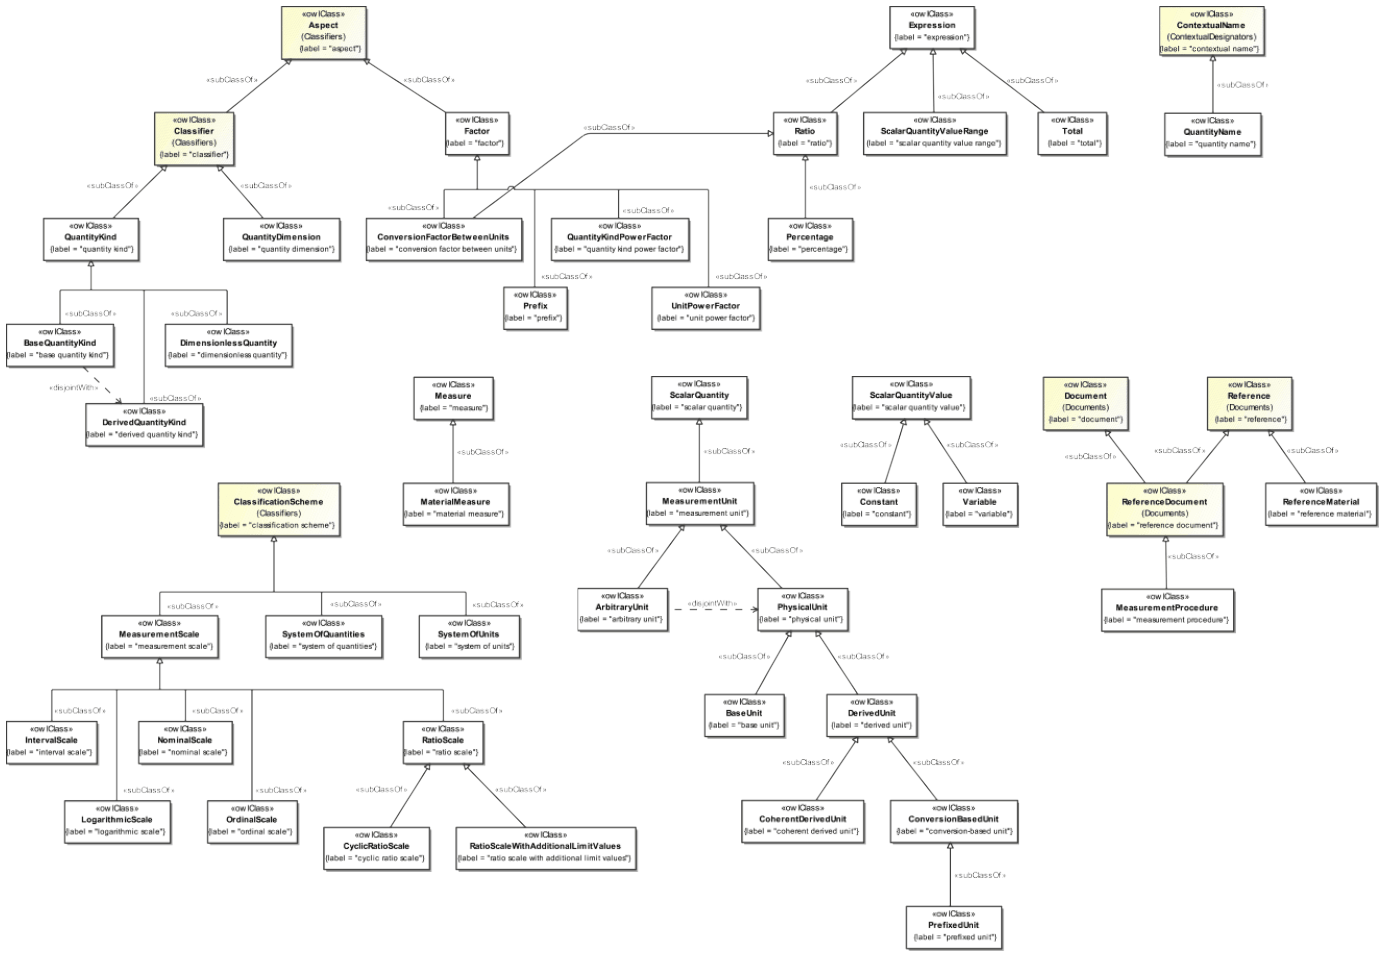 «owlClass»
Aspect
(Classifiers)
{label = "aspect"}
«owlClass»
Expression
{label = "expression"}
«owlClass»
ContextualName
(ContextualDesignators)
{label = "contextual name"}
«subClassOf»
«subClassOf»
«subClassOf»
«subClassOf»
«subClassOf»
«subClassOf»
«owlClass»
Classifier
(Classifiers)
{label = "classifier"}
«owlClass»
Factor
{label = "factor"}
«subClassOf»
«owlClass»
Ratio
{label = "ratio"}
«owlClass»
ScalarQuantityValueRange
{label = "scalar quantity value range"}
«owlClass»
Total
{label = "total"}
«owlClass»
QuantityName
{label = "quantity name"}
«subClassOf»
«subClassOf»
«subClassOf»
«subClassOf»
«subClassOf»
«owlClass»
QuantityKind
{label = "quantity kind"}
«owlClass»
QuantityDimension
{label = "quantity dimension"}
«owlClass»
ConversionFactorBetweenUnits
{label = "conversion factor between units"}
«owlClass»
QuantityKindPowerFactor
{label = "quantity kind power factor"}
«owlClass»
Percentage
{label = "percentage"}
«subClassOf»
«subClassOf»
«owlClass»
Prefix
{label = "prefix"}
«owlClass»
UnitPowerFactor
{label = "unit power factor"}
«subClassOf»
«subClassOf»
«owlClass»
BaseQuantityKind
{label = "base quantity kind"}
«owlClass»
DimensionlessQuantity
{label = "dimensionless quantity"}
«disjointWith»
«subClassOf»
«owlClass»
DerivedQuantityKind
{label = "derived quantity kind"}
«owlClass»
Measure
{label = "measure"}
«owlClass»
ScalarQuantity
{label = "scalar quantity"}
«owlClass»
ScalarQuantityValue
{label = "scalar quantity value"}
«owlClass»
Document
(Documents)
{label = "document"}
«owlClass»
Reference
(Documents)
{label = "reference"}
«subClassOf»
«subClassOf»
«subClassOf»
«subClassOf»
«subClassOf»
«subClassOf»
«subClassOf»
«owlClass»
ClassificationScheme
(Classifiers)
{label = "classification scheme"}
«owlClass»
MaterialMeasure
{label = "material measure"}
«owlClass»
MeasurementUnit
{label = "measurement unit"}
«owlClass»
Constant
{label = "constant"}
«owlClass»
Variable
{label = "variable"}
«owlClass»
ReferenceDocument
(Documents)
{label = "reference document"}
«owlClass»
ReferenceMaterial
{label = "reference material"}
«subClassOf»
«subClassOf»
«subClassOf»
«subClassOf»
«subClassOf»
«subClassOf»
«owlClass»
ArbitraryUnit
{label = "arbitrary unit"}
«disjointWith»
«owlClass»
PhysicalUnit
{label = "physical unit"}
«owlClass»
MeasurementProcedure
{label = "measurement procedure"}
«owlClass»
MeasurementScale
{label = "measurement scale"}
«owlClass»
SystemOfQuantities
{label = "system of quantities"}
«owlClass»
SystemOfUnits
{label = "system of units"}
«subClassOf»
«subClassOf»
«subClassOf»
«subClassOf»
«subClassOf»
«owlClass»
BaseUnit
{label = "base unit"}
«owlClass»
DerivedUnit
{label = "derived unit"}
«owlClass»
IntervalScale
{label = "interval scale"}
«owlClass»
NominalScale
{label = "nominal scale"}
«owlClass»
RatioScale
{label = "ratio scale"}
«subClassOf»
«subClassOf»
«subClassOf»
«subClassOf»
«subClassOf»
«subClassOf»
«owlClass»
LogarithmicScale
{label = "logarithmic scale"}
«owlClass»
OrdinalScale
{label = "ordinal scale"}
«owlClass»
CoherentDerivedUnit
{label = "coherent derived unit"}
«owlClass»
ConversionBasedUnit
{label = "conversion-based unit"}
«owlClass»
CyclicRatioScale
{label = "cyclic ratio scale"}
«owlClass»
RatioScaleWithAdditionalLimitValues
{label = "ratio scale with additional limit values"}
«subClassOf»
«owlClass»
PrefixedUnit
{label = "prefixed unit"}